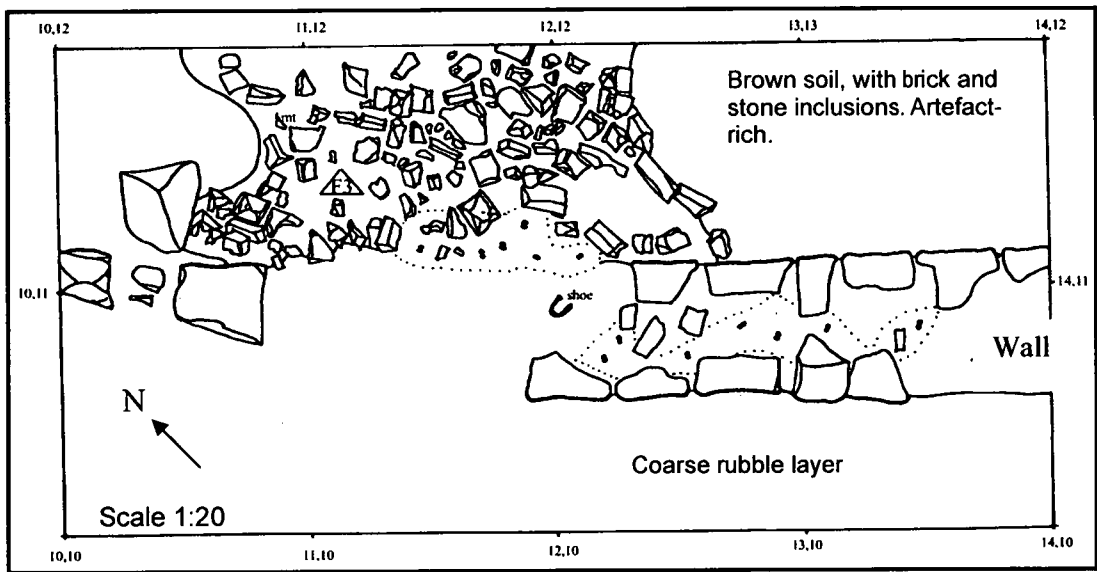 10,12 11,12 12,12 13,13 14,12
Brown soil, with brick and
stone inclusions. Artefact-
rich.
mt
F3
10,11
14,11
shoe
Wall
N
Coarse rubble layer
Scale 1:20
10,10 11,10 12,10 13,10 14,10